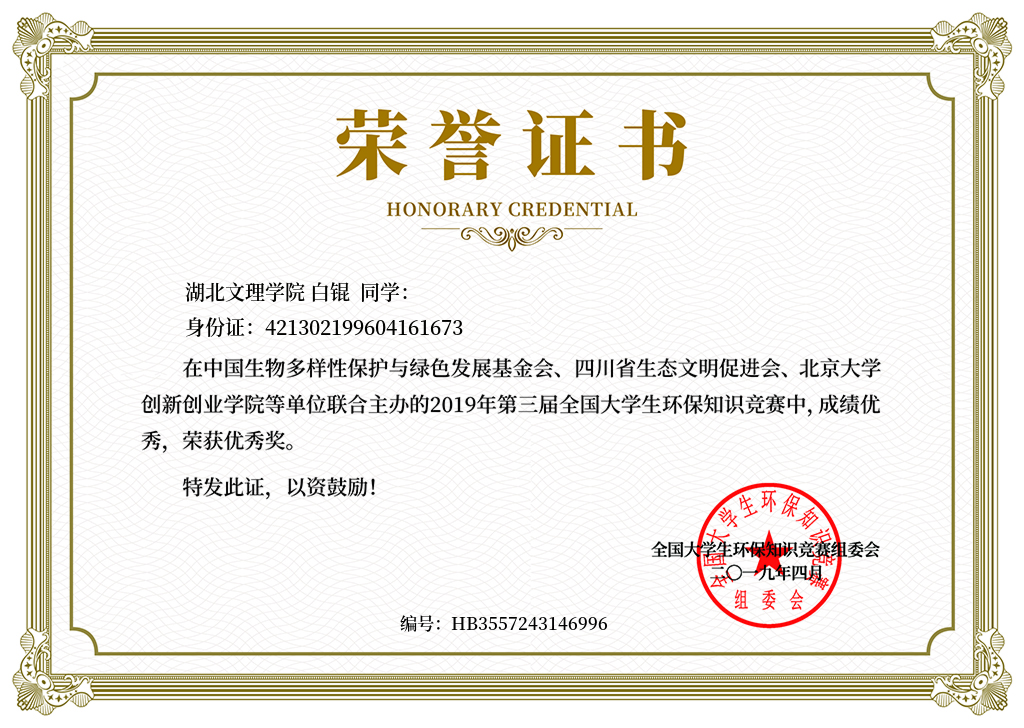 荣誉证书
HONORARY CREDENTIAL
湖北文理学院 白锟 同学：
身份证：421302199604161673
在中国生物多样性保护与绿色发展基金会、四川省生态文明促进会、北京大学
创新创业学院等单位联合主办的2019年第三届全国大学生环保知识竞赛中，成绩优
秀，荣获优秀奖。
特发此证，以资鼓励！
全国大学生环保知识竞赛组委会
二〇一九年四月
全国大学生环保知识竞赛
组委会
编号：HB3557243146996